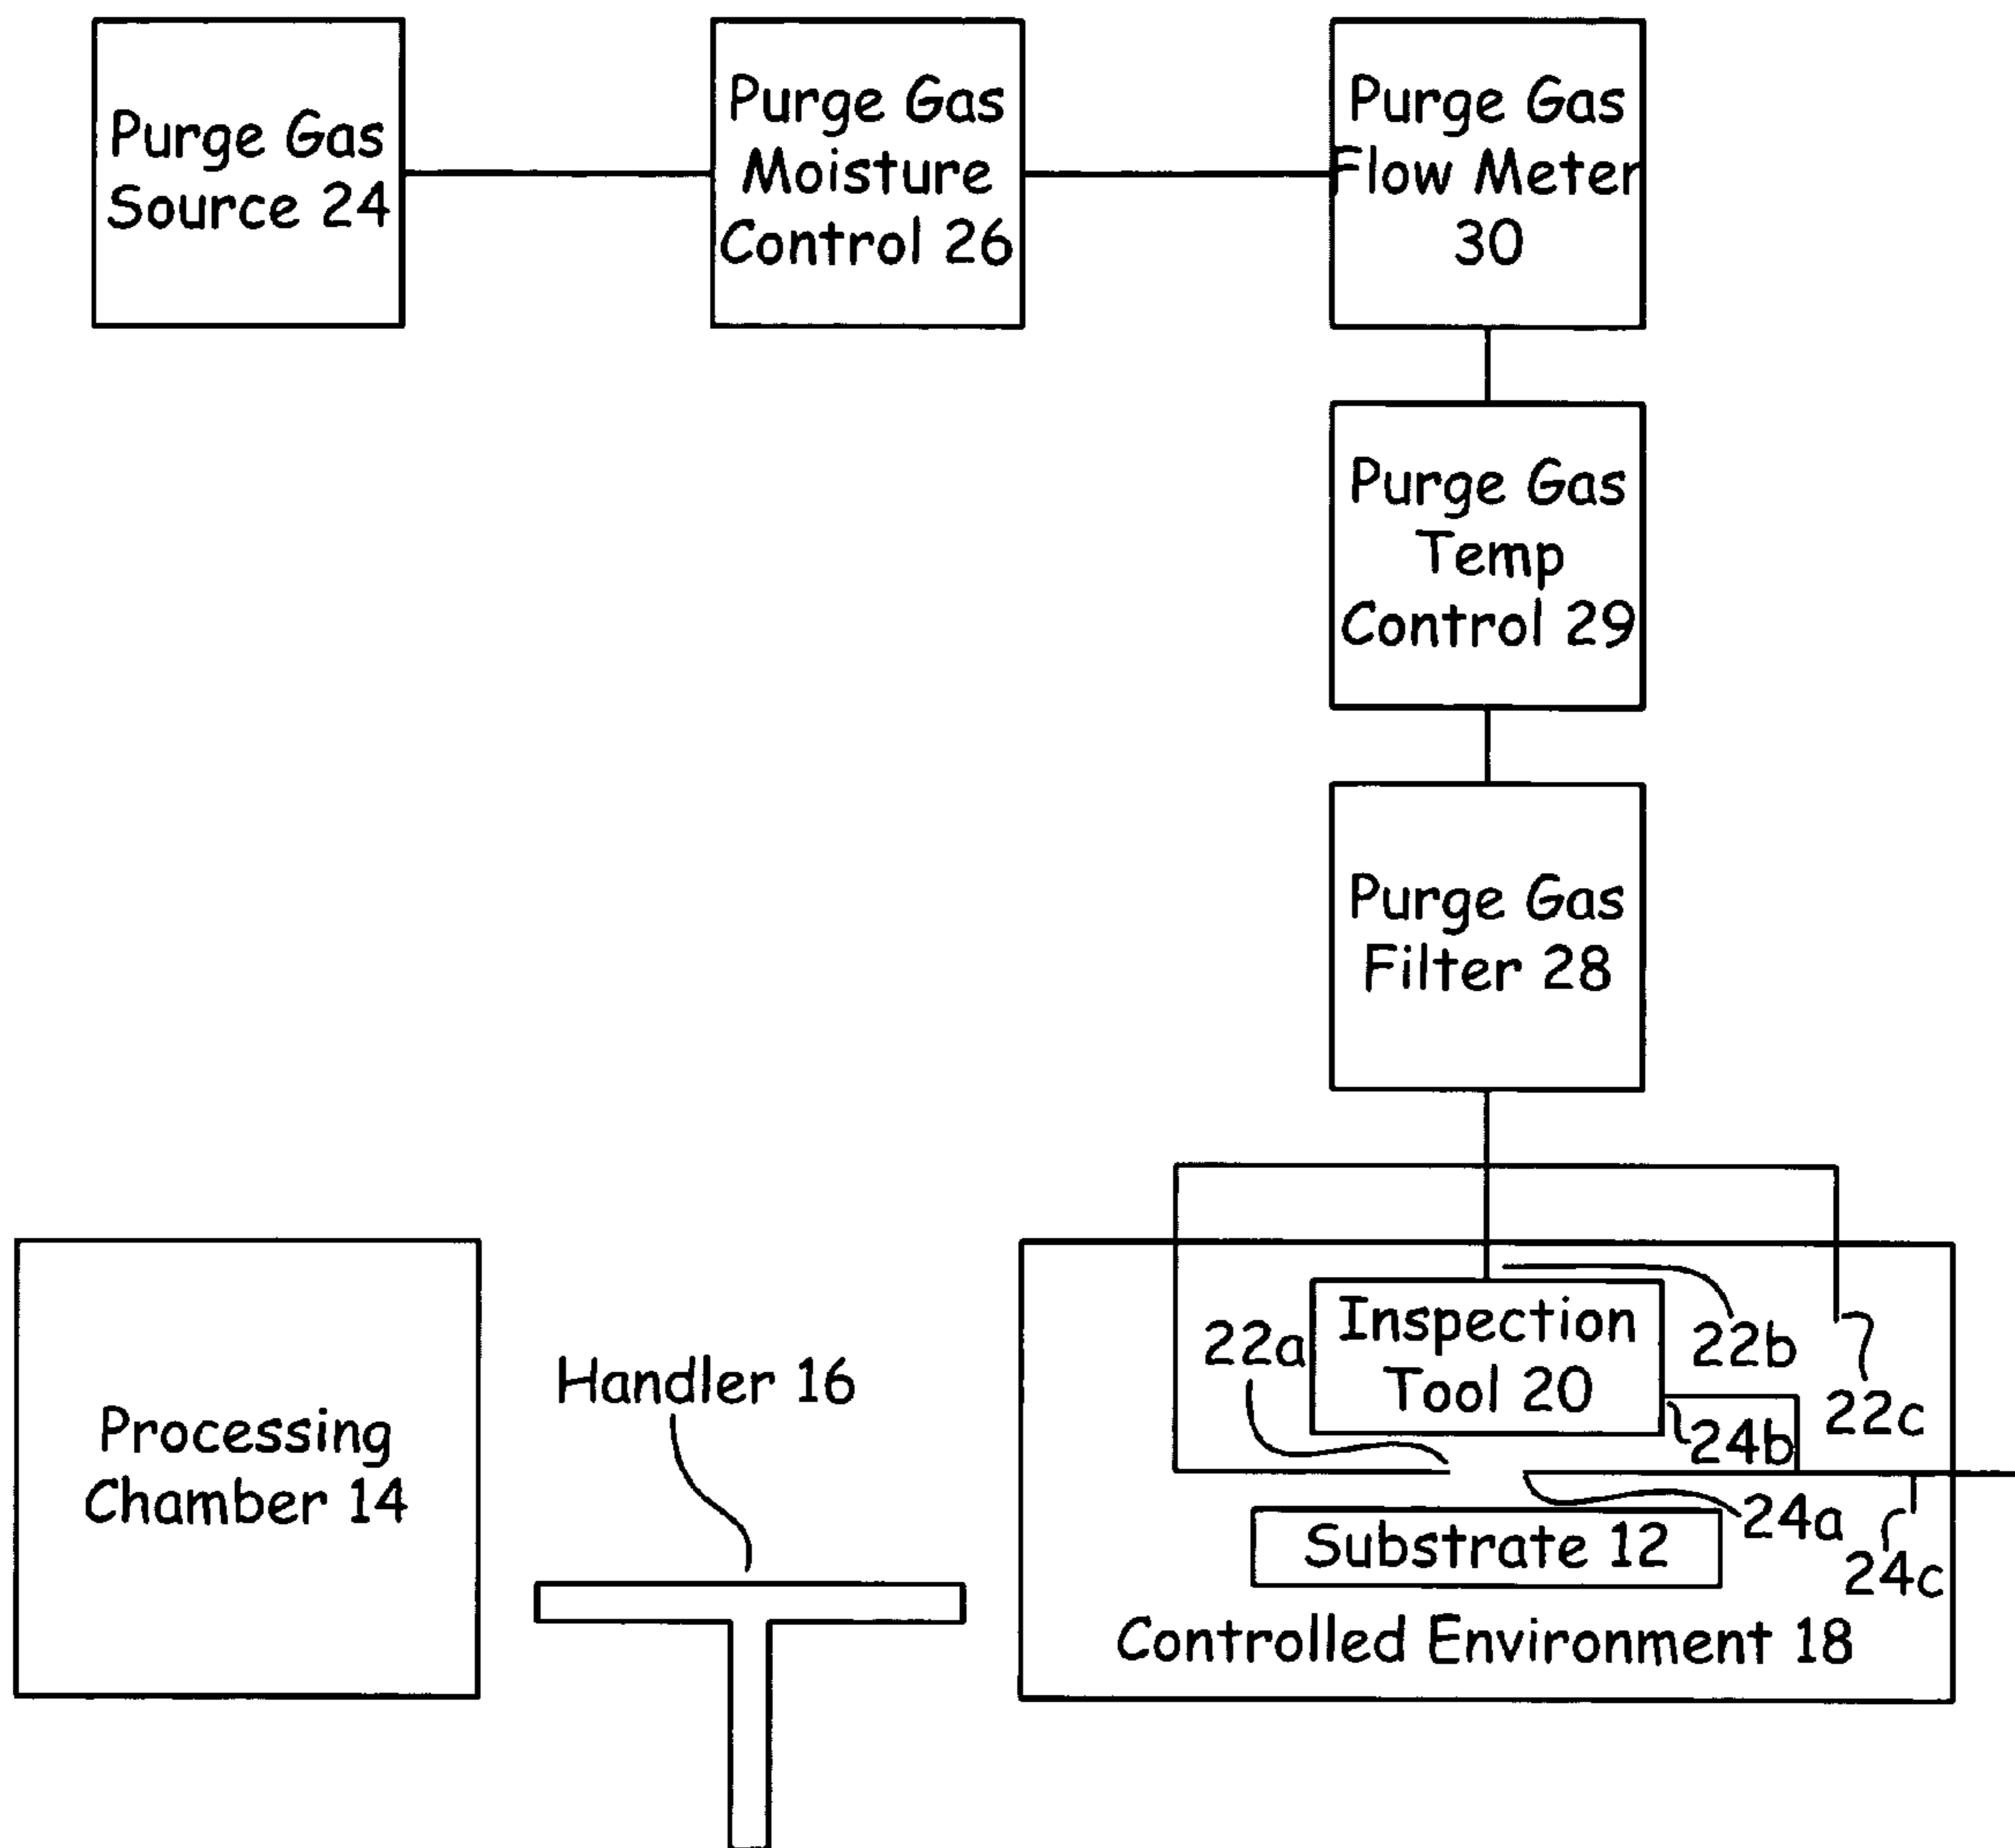 Purge Gas
Source 24
Purge Gas
Moisture
Control 26
Purge Gas
Flow Meter
30
Purge Gas
Temp
Control 29
Purge Gas
Filter 28
Processing
Chamber 14
Handler 16
22a
Inspection
Tool 20
22b
22c
24b
24a
Substrate 12
24c
Controlled Environment 18